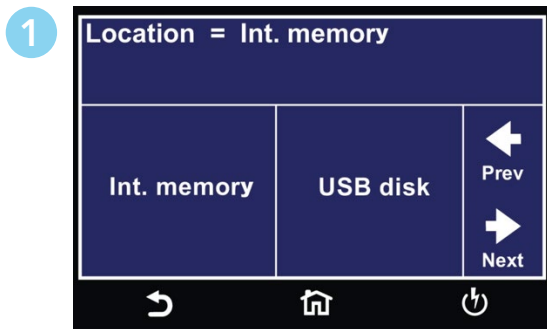 1
Location = Int. memory
Int. memory
USB disk
Prev
Next